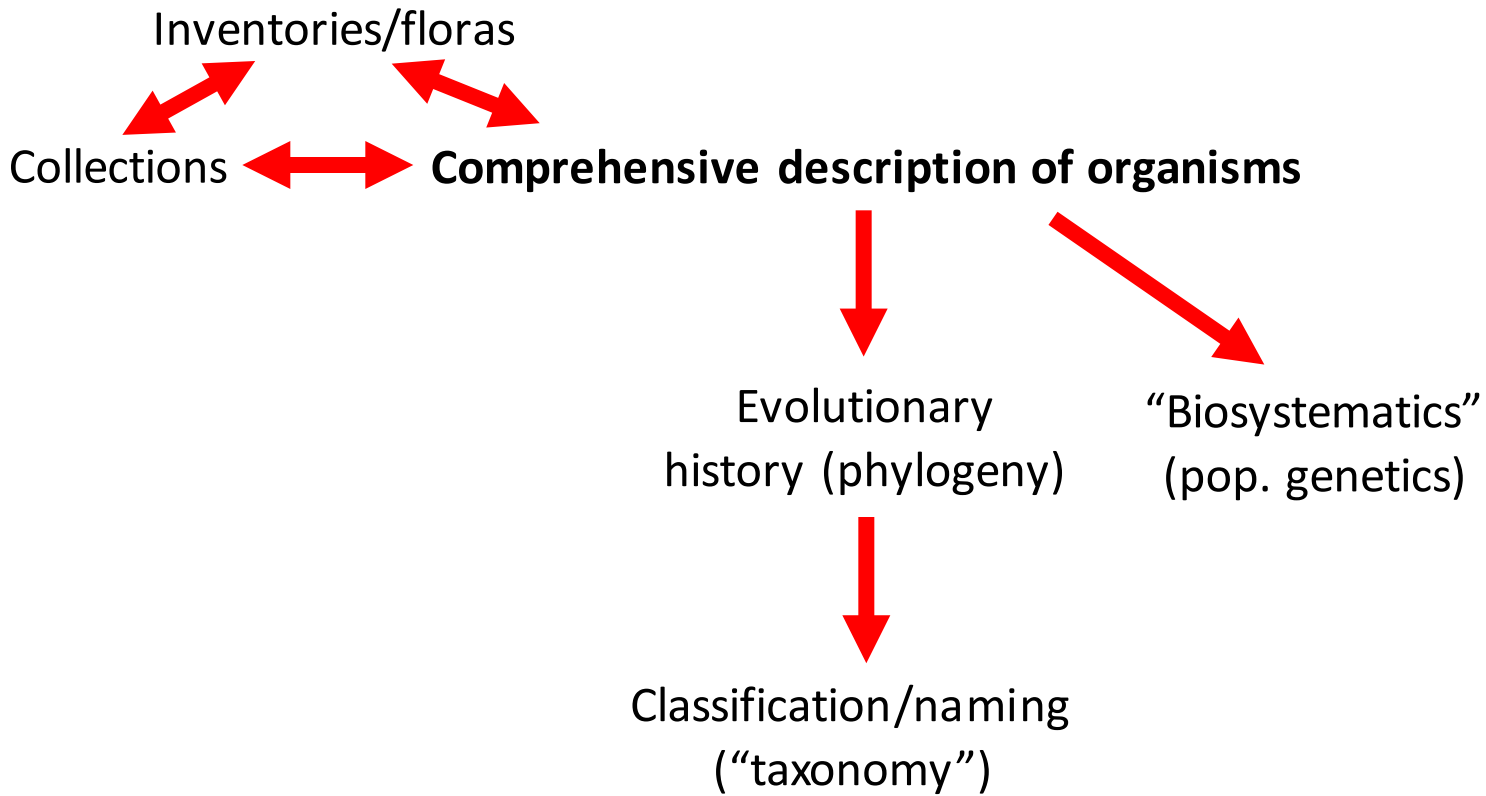 Inventories/floras
Collections
Comprehensive description of organisms
Evolutionary
history (phylogeny)
“Biosystematics”
(pop. genetics)
Classification/naming
(“taxonomy”)